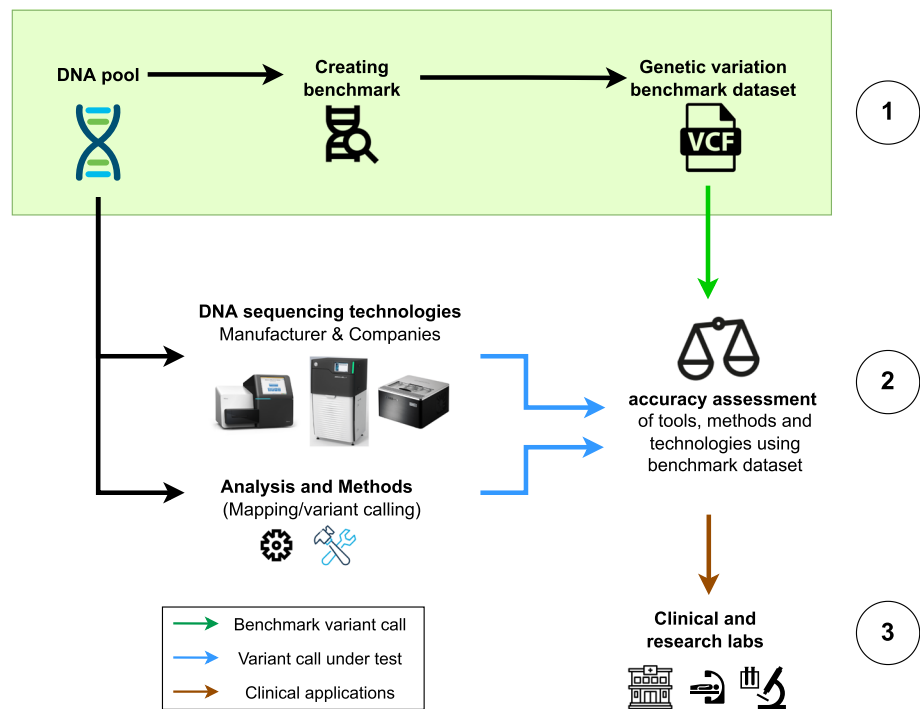 DNA pool
Creating
benchmark
Genetic variation
benchmark dataset
VCF
1
DNA sequencing technologies
Manufacturer & Companies
accuracy assessment
of tools, methods and
technologies using
benchmark dataset
2
Analysis and Methods
(Mapping/variant calling)
Benchmark variant call
Variant call under test
Clinical applications
Clinical and
research labs
3